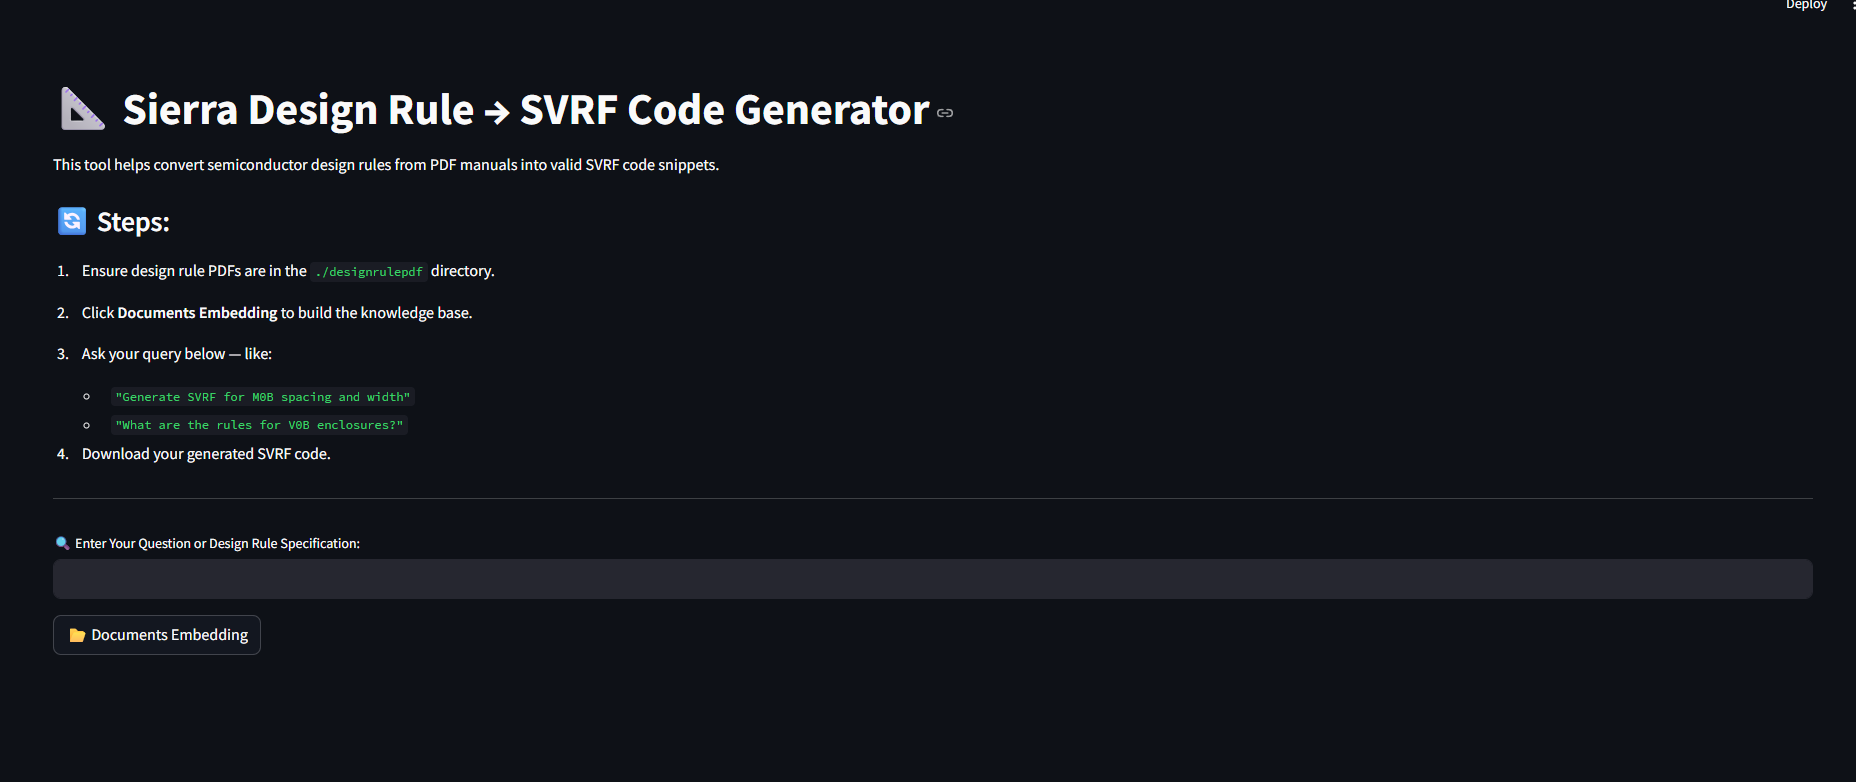 Deploy
Sierra Design Rule → SVRF Code Generator
This tool helps convert semiconductor design rules from PDF manuals into valid SVRF code snippets.
Steps:
1. Ensure design rule PDFs are in the ./designrulepdf directory.
2. Click Documents Embedding to build the knowledge base.
3. Ask your query below — like:
"Generate SVRF for M0B spacing and width"
"What are the rules for V0B enclosures?"
4. Download your generated SVRF code.
Enter Your Question or Design Rule Specification:
Documents Embedding